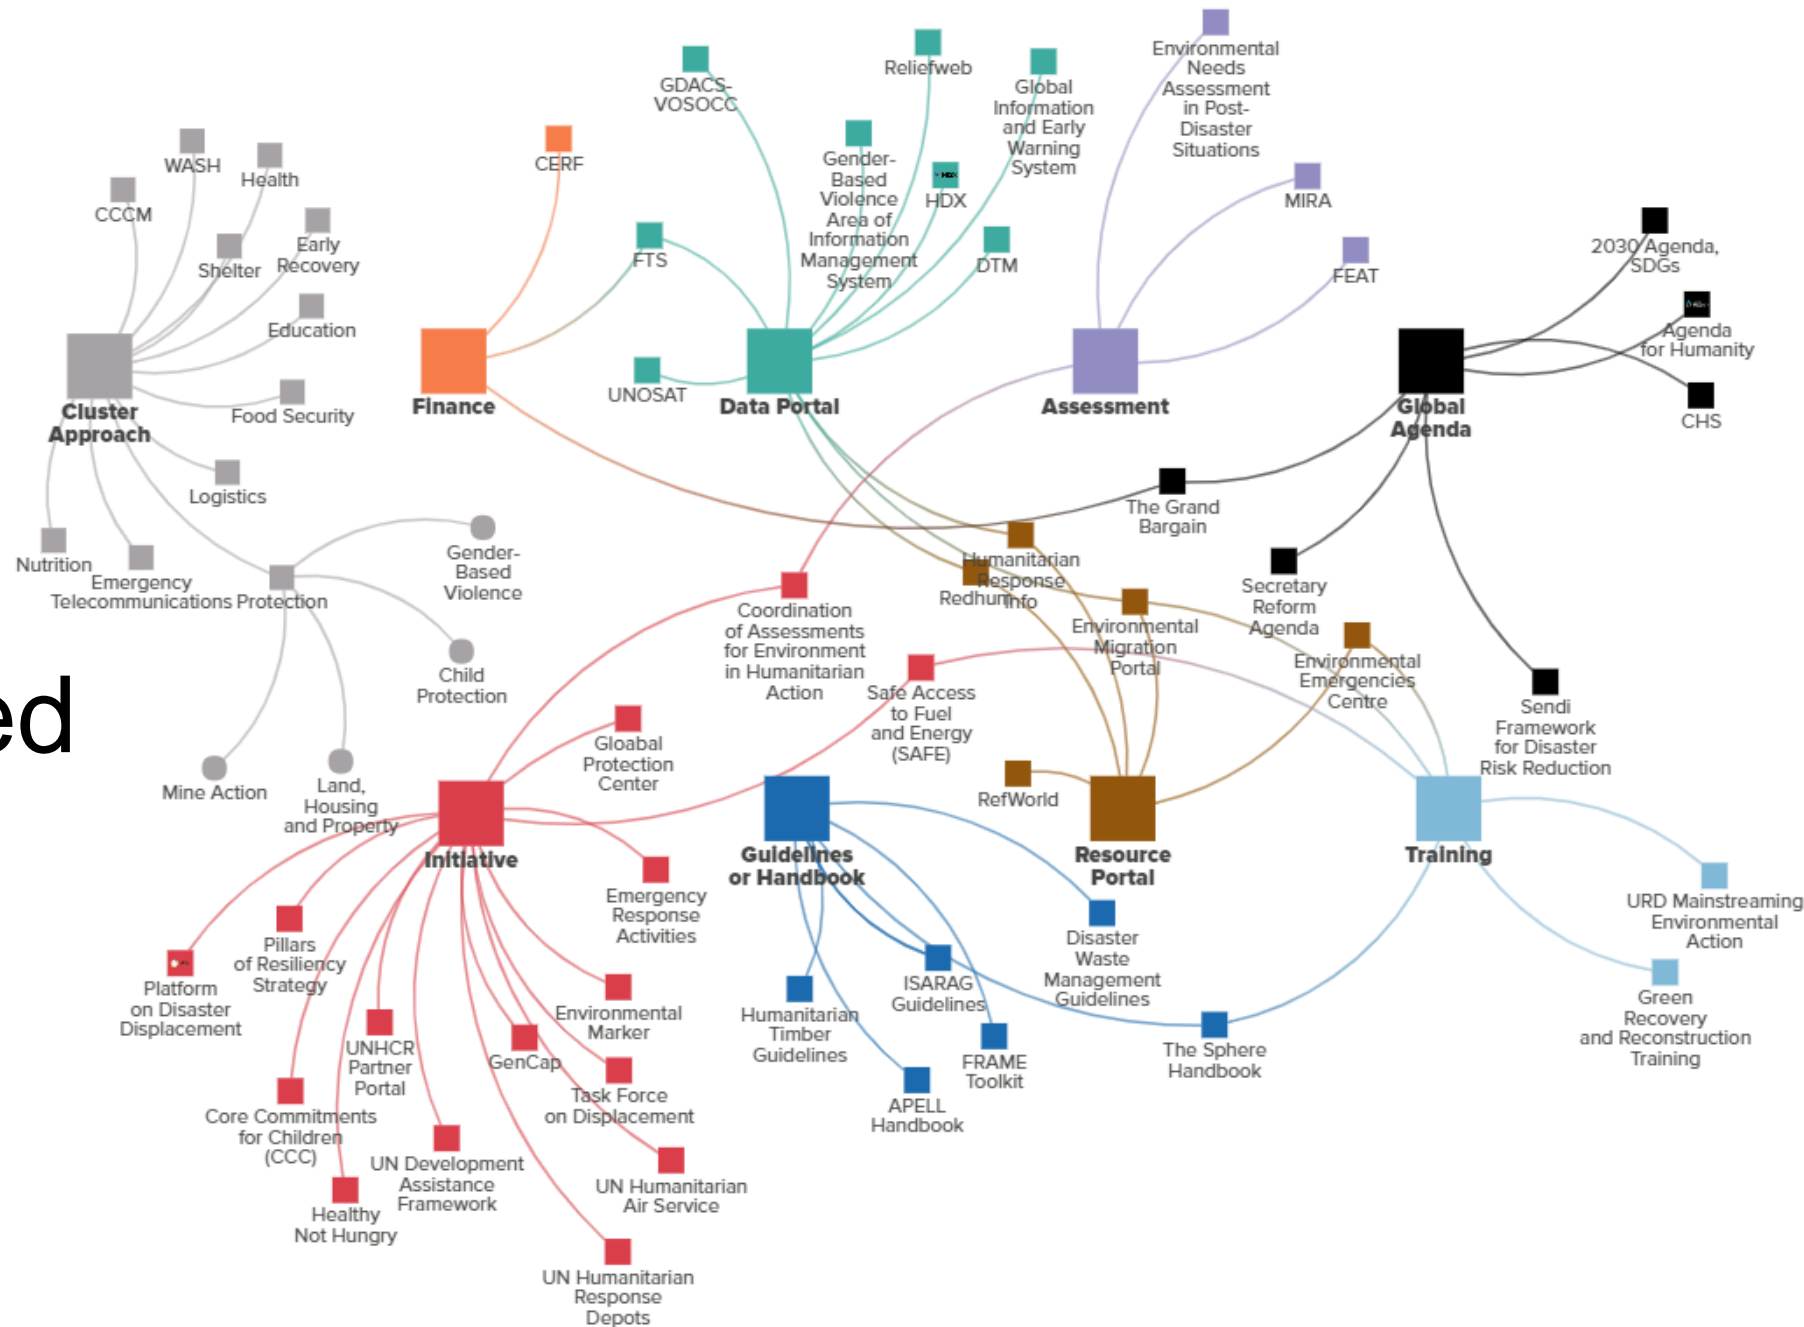 Environmental
Needs
Assessment
in Post-
Disaster
Situations
Reliefweb
GDACS-
VOSOCC
Global
Information
and Early
Warning
System
CERF
WASH
Health
CCCM
Gender-
Based
Violence
Area of
Information
Management
System
HDX
HDX
MIRA
Early
Recovery
Shelter
FTS
DTM
FEAT
2030 Agenda,
SDGs
Agenda
for Humanity
Education
UNOSAT
CHS
Cluster
Approach
Finance
Data Portal
Assessment
Global
Agenda
Food Security
Logistics
The Grand
Bargain
Nutrition
Emergency
Telecommunications
Protection
Gender-
Based
Violence
Humanitarian
Response
Info
Redhum
Secretary
Reform
Agenda
Coordination
of Assessments
for Environment
in Humanitarian
Action
Environmental
Migration
Portal
Environmental
Emergencies
Centre
Child
Protection
Safe Access
to Fuel
and Energy
(SAFE)
Sendi
Framework
for Disaster
Risk Reduction
ed
Gloabal
Protection
Center
Mine Action
Land,
Housing
and Property
RefWorld
Initiative
Guidelines
or Handbook
Resource
Portal
Training
Emergency
Response
Activities
URD Mainstreaming
Environmental
Action
Pillars
of Resiliency
Strategy
Disaster
Waste
Management
Guidelines
Platform
on Disaster
Displacement
ISARAG
Guidelines
Green
Recovery
and Reconstruction
Training
Environmental
Marker
Humanitarian
Timber
Guidelines
UNHCR
Partner
Portal
GenCap
FRAME
Toolkit
The Sphere
Handbook
Task Force
on Displacement
APELL
Handbook
Core Commitments
for Children
(CCC)
UN Development
Assistance
Framework
UN Humanitarian
Air Service
Healthy
Not Hungry
UN Humanitarian
Response
Depots